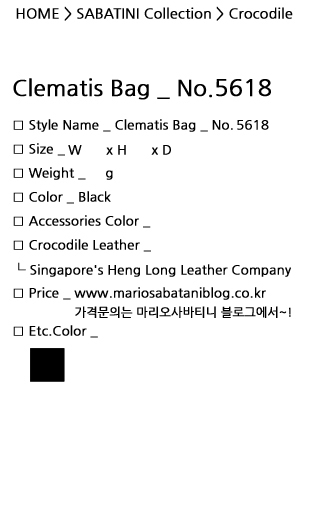 HOME > SABATINI Collection > Crocodile
Clematis Bag _ No.5618
□ Style Name _ Clematis Bag _ No. 5618
□ Size _ W x H x D
□ Weight _ g
□ Color _ Black
□ Accessories Color _
□ Crocodile Leather _
└ Singapore's Heng Long Leather Company
□ Price _ www.mariosabataniblog.co.kr
가격문의는 마리오사바티니 블로그에서~!
□ Etc.Color _